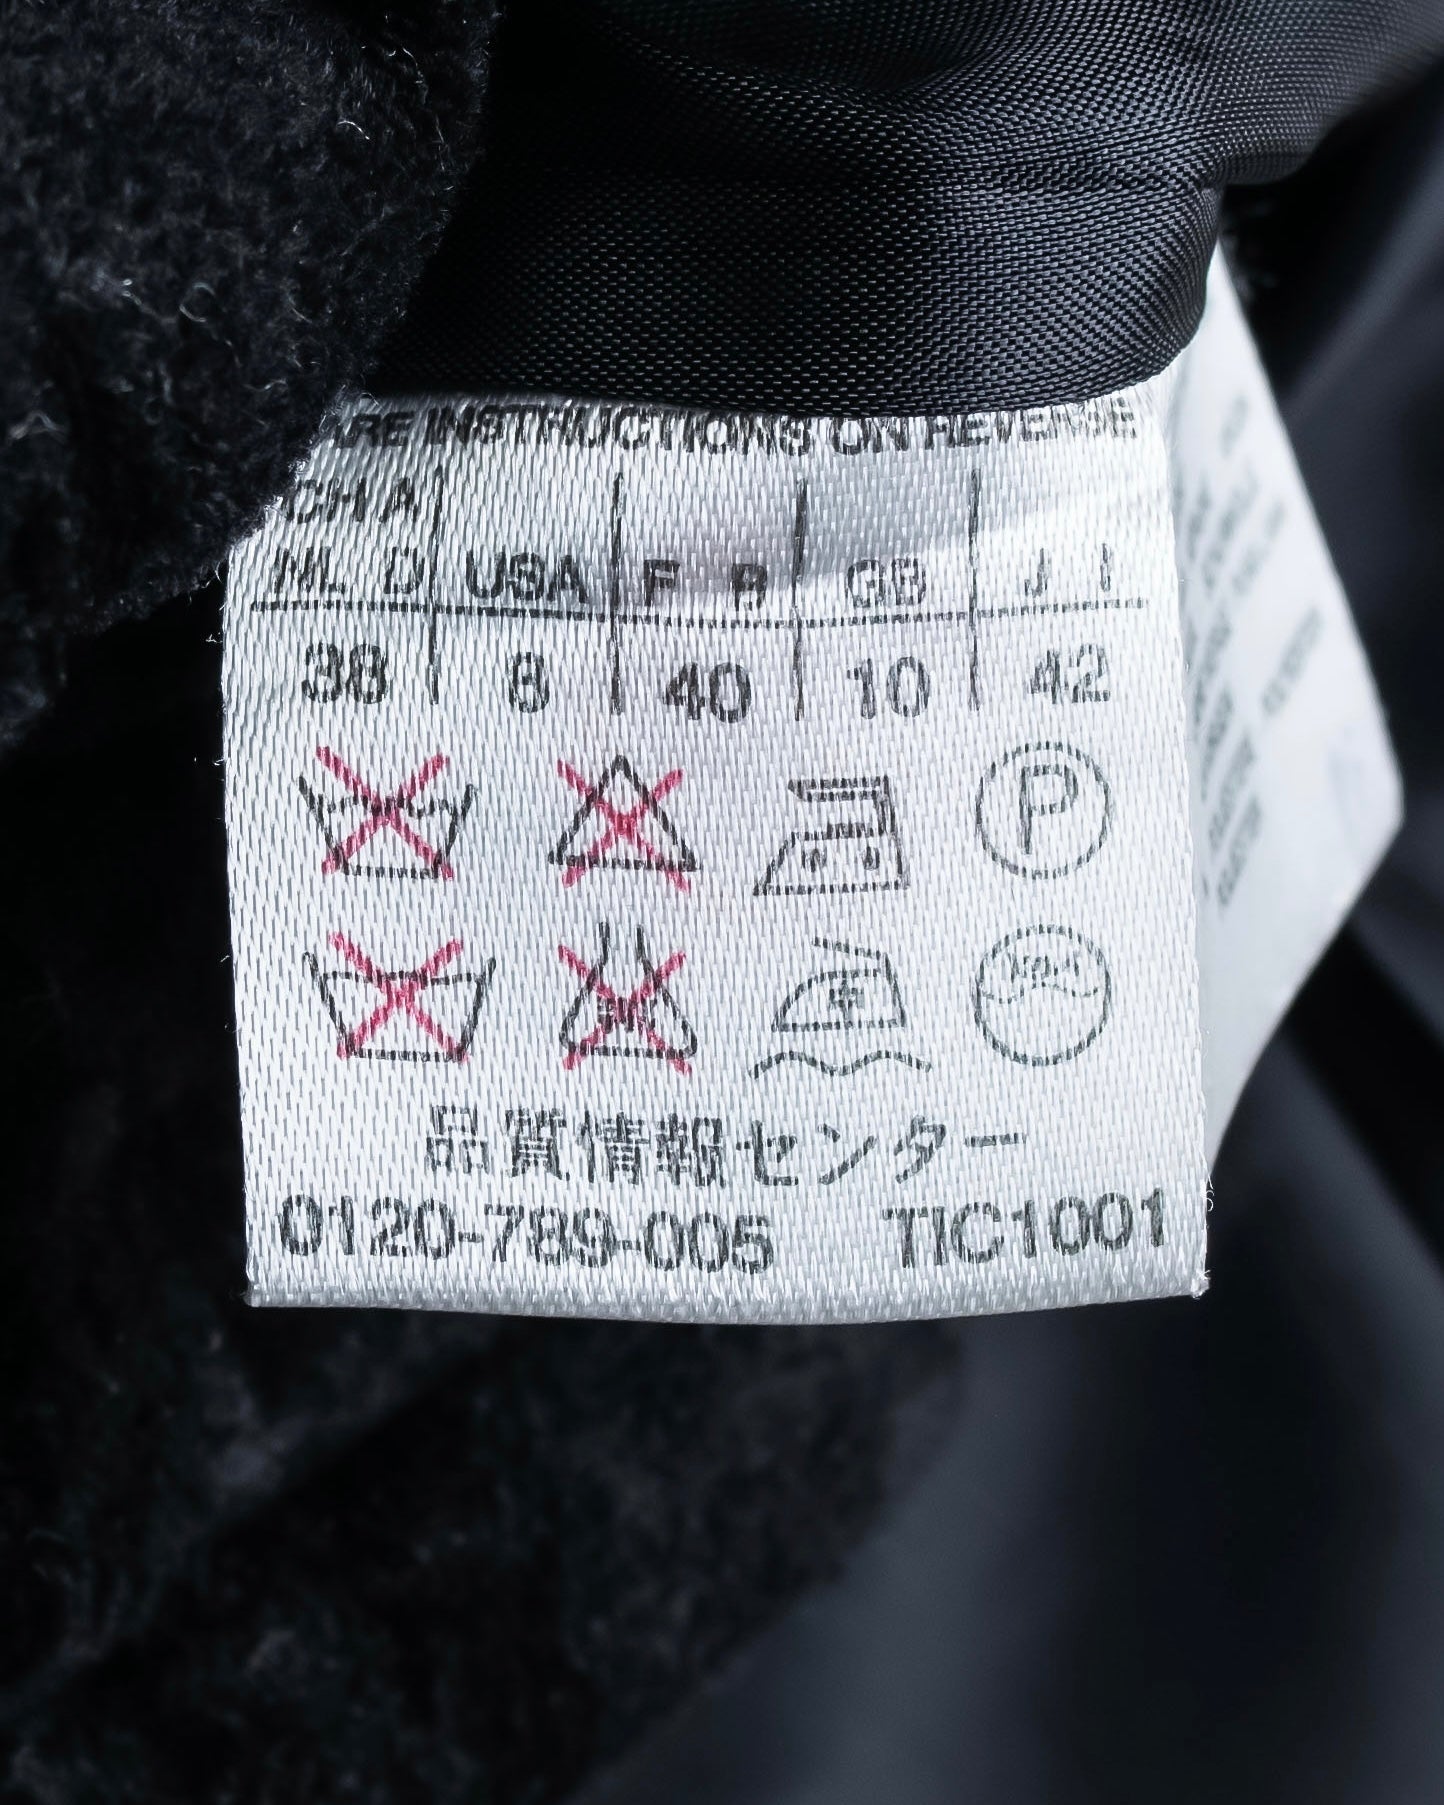 CARE INSTRUCTIONS ON REVERSE
CH A
NL D USA F B GB J I
38 8 40 10 42
P
品質情報センター
0120-789-005 TIC1001